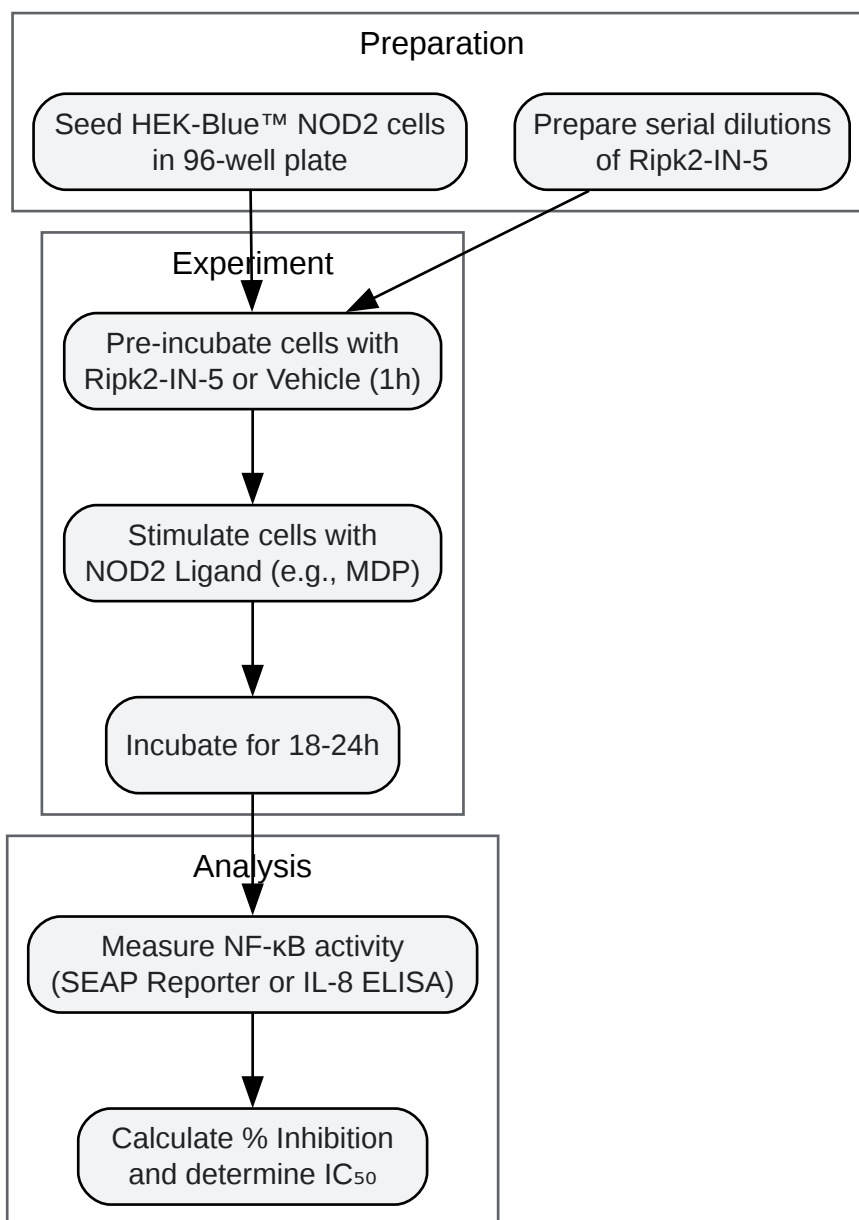 Preparation
Seed HEK-Blue™ NOD2 cells
in 96-well plate
Prepare serial dilutions
of Ripk2-IN-5
Experiment
Pre-incubate cells with
Ripk2-IN-5 or Vehicle (1h)
Stimulate cells with
NOD2 Ligand (e.g., MDP)
Incubate for 18-24h
Analysis
Measure NF-κB activity
(SEAP Reporter or IL-8 ELISA)
Calculate % Inhibition
and determine IC₅₀